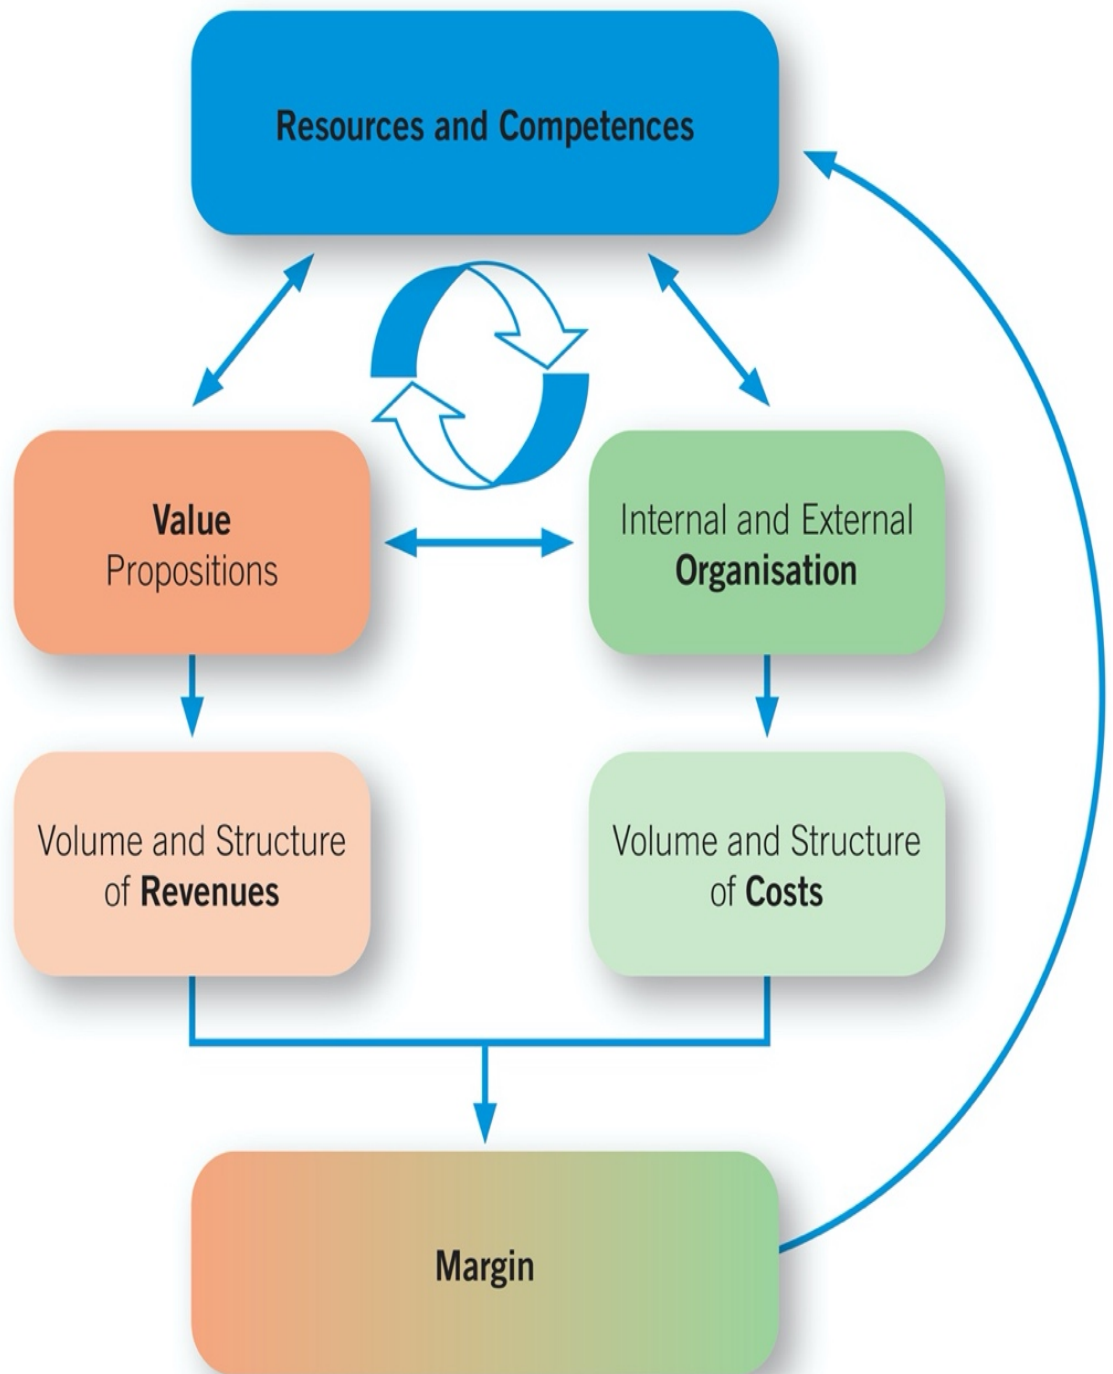 Resources and Competences
Value
Propositions
Internal and External
Organisation
Volume and Structure
of Revenues
Volume and Structure
of Costs
Margin